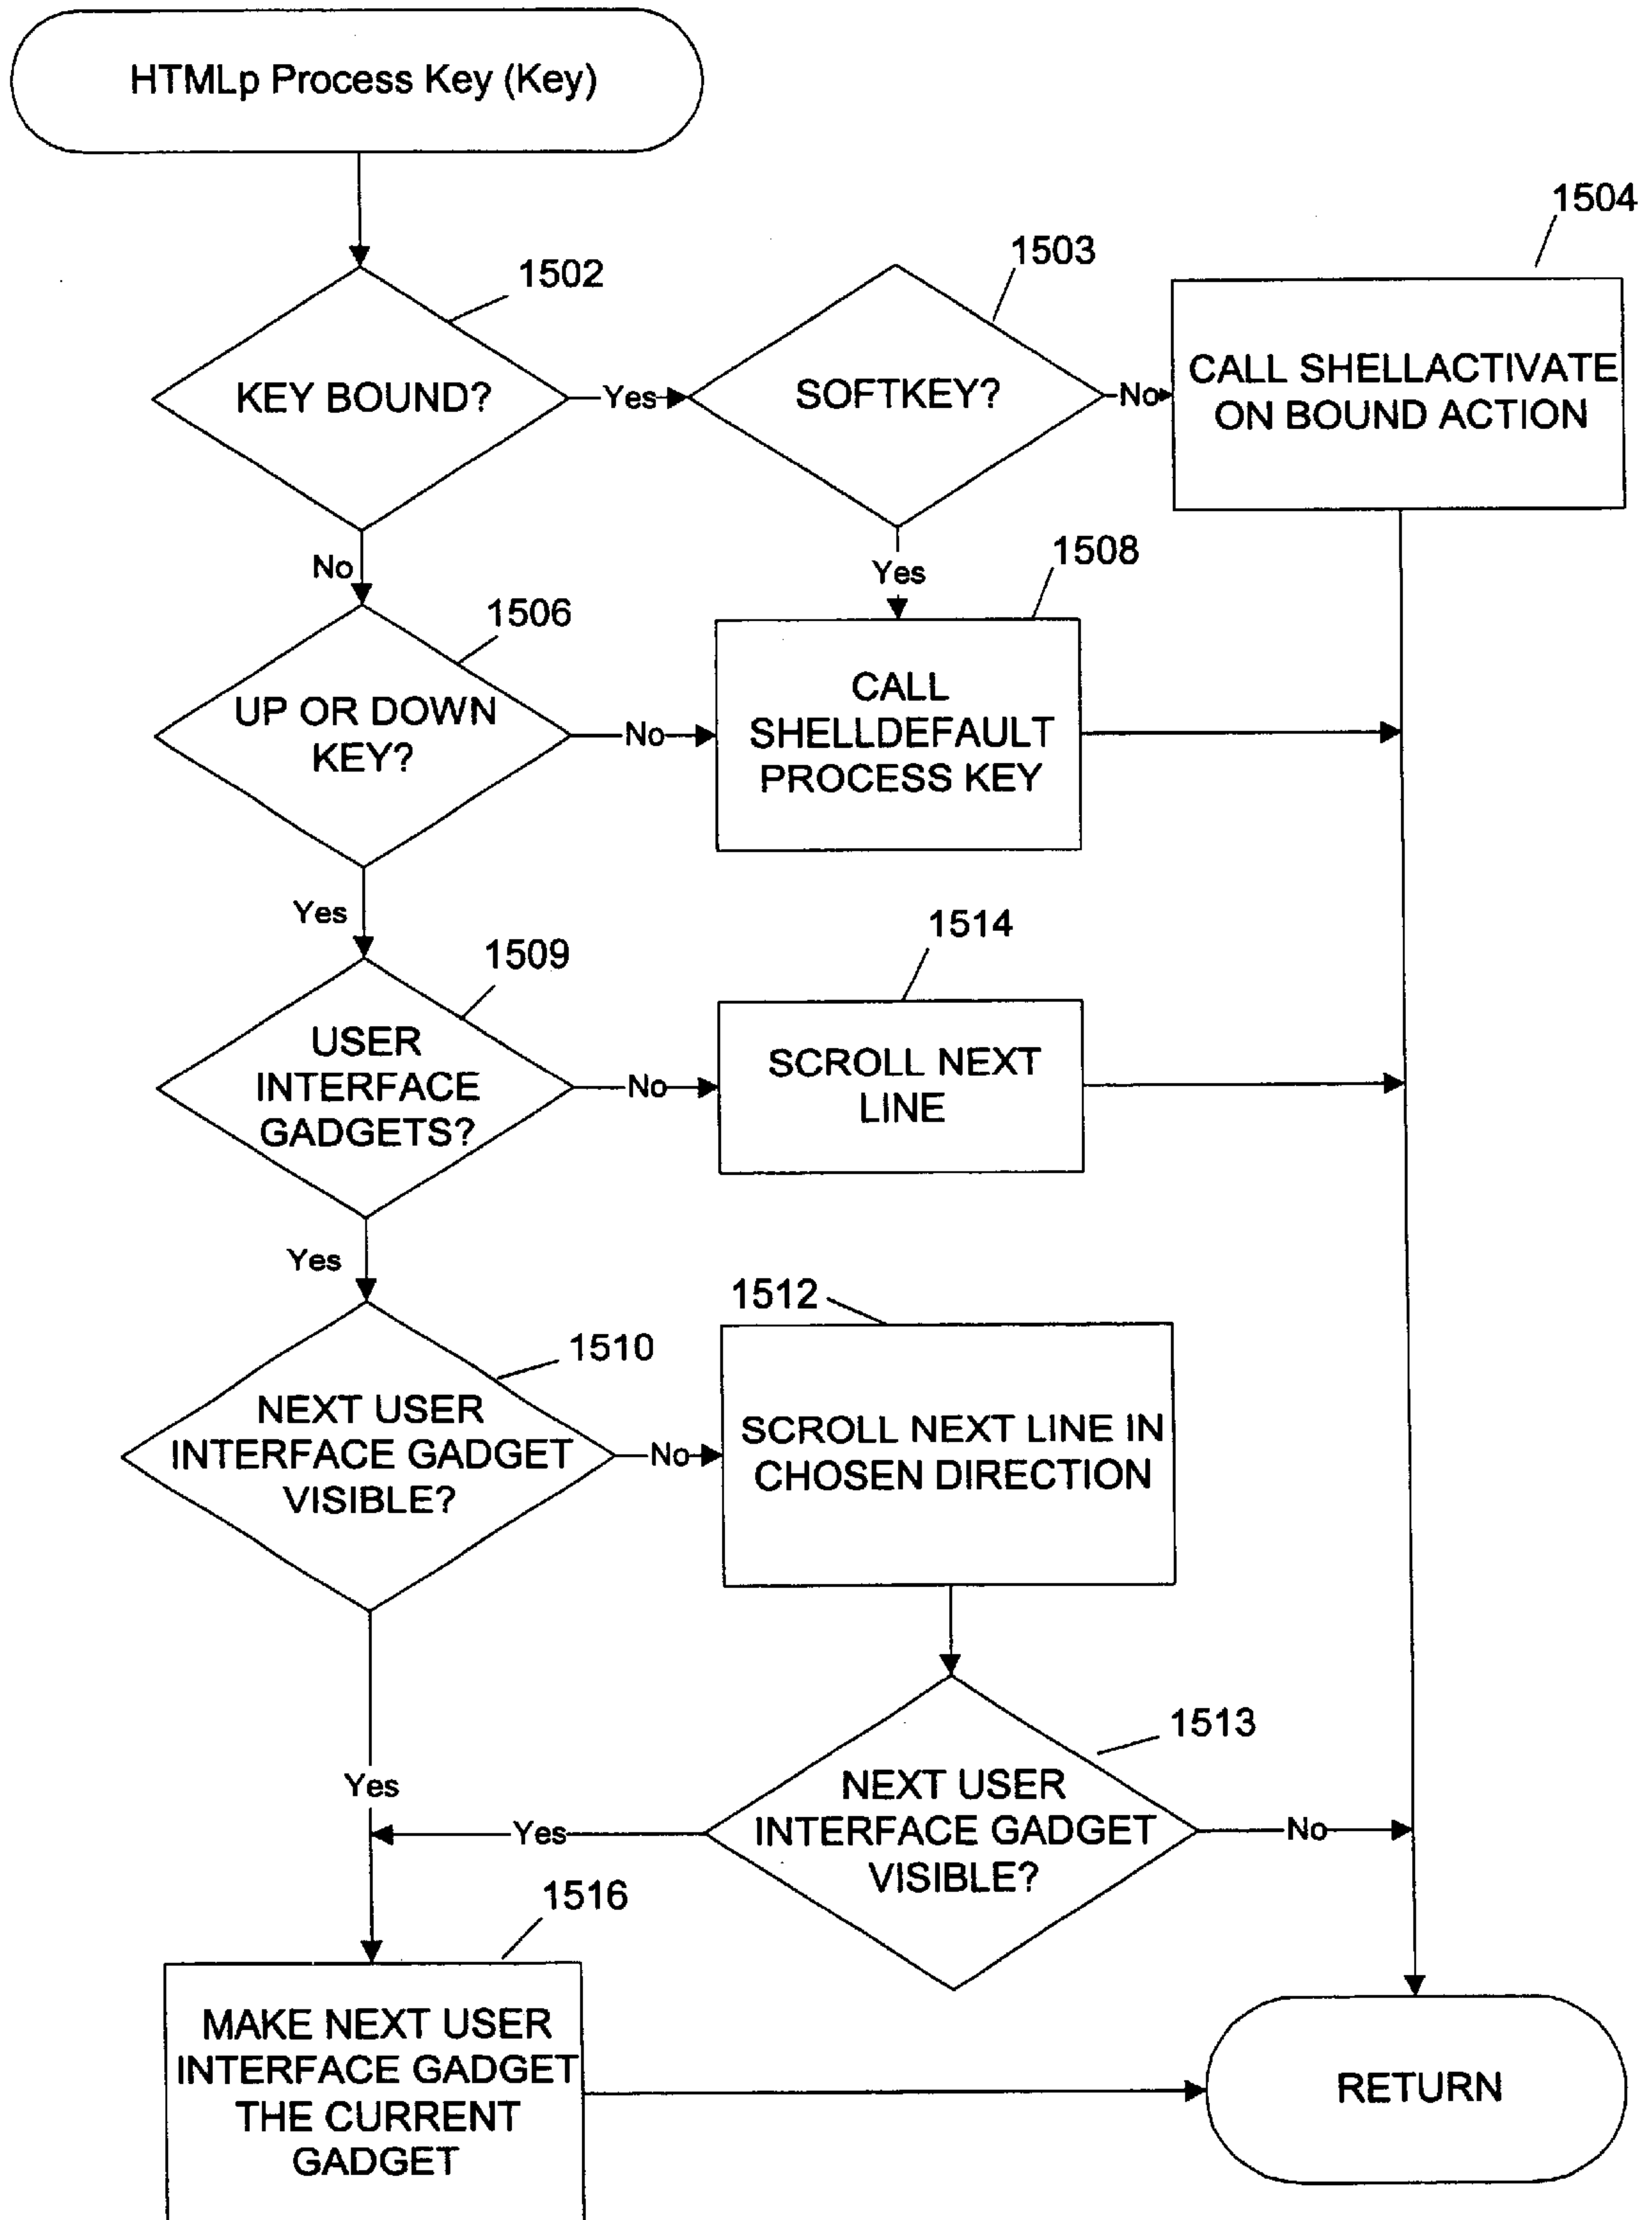 HTMLp Process Key (Key)
1504
1503
1502
KEY BOUND?
Yes
SOFTKEY?
No
CALL SHELLACTIVATE
ON BOUND ACTION
No
Yes
1508
1506
UP OR DOWN
KEY?
No
CALL
SHELLDEFAULT
PROCESS KEY
Yes
1514
1509
USER
INTERFACE
GADGETS?
No
SCROLL NEXT
LINE
Yes
1512
1510
NEXT USER
INTERFACE GADGET
VISIBLE?
No
SCROLL NEXT LINE IN
CHOSEN DIRECTION
1513
Yes
NEXT USER
INTERFACE GADGET
VISIBLE?
Yes
No
1516
MAKE NEXT USER
INTERFACE GADGET
THE CURRENT
GADGET
RETURN